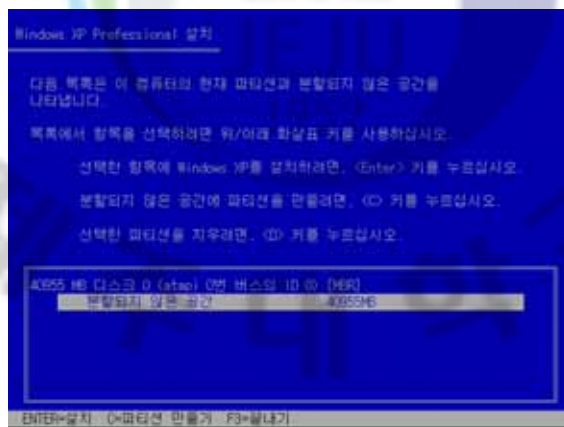 Windows XP Professional 설치
다음 목록은 이 컴퓨터의 현재 파티션과 분할되지 않은 공간을
나타냅니다.
목록에서 항목을 선택하려면 위/아래 화살표 키를 사용하십시오.
선택한 항목에 Windows XP를 설치하려면, <Enter> 키를 누르십시오.
분할되지 않은 공간에 파티션을 만들려면, <C> 키를 누르십시오.
선택한 파티션을 지우려면, <D> 키를 누르십시오.
40955 MB 디스크 0 (atapi) 0번 버스의 ID 0) [MBR]
분할되지 않은 공간 40955MB
ENTER=설치 C=파티션 만들기 F3=끝내기
JEJU
1952